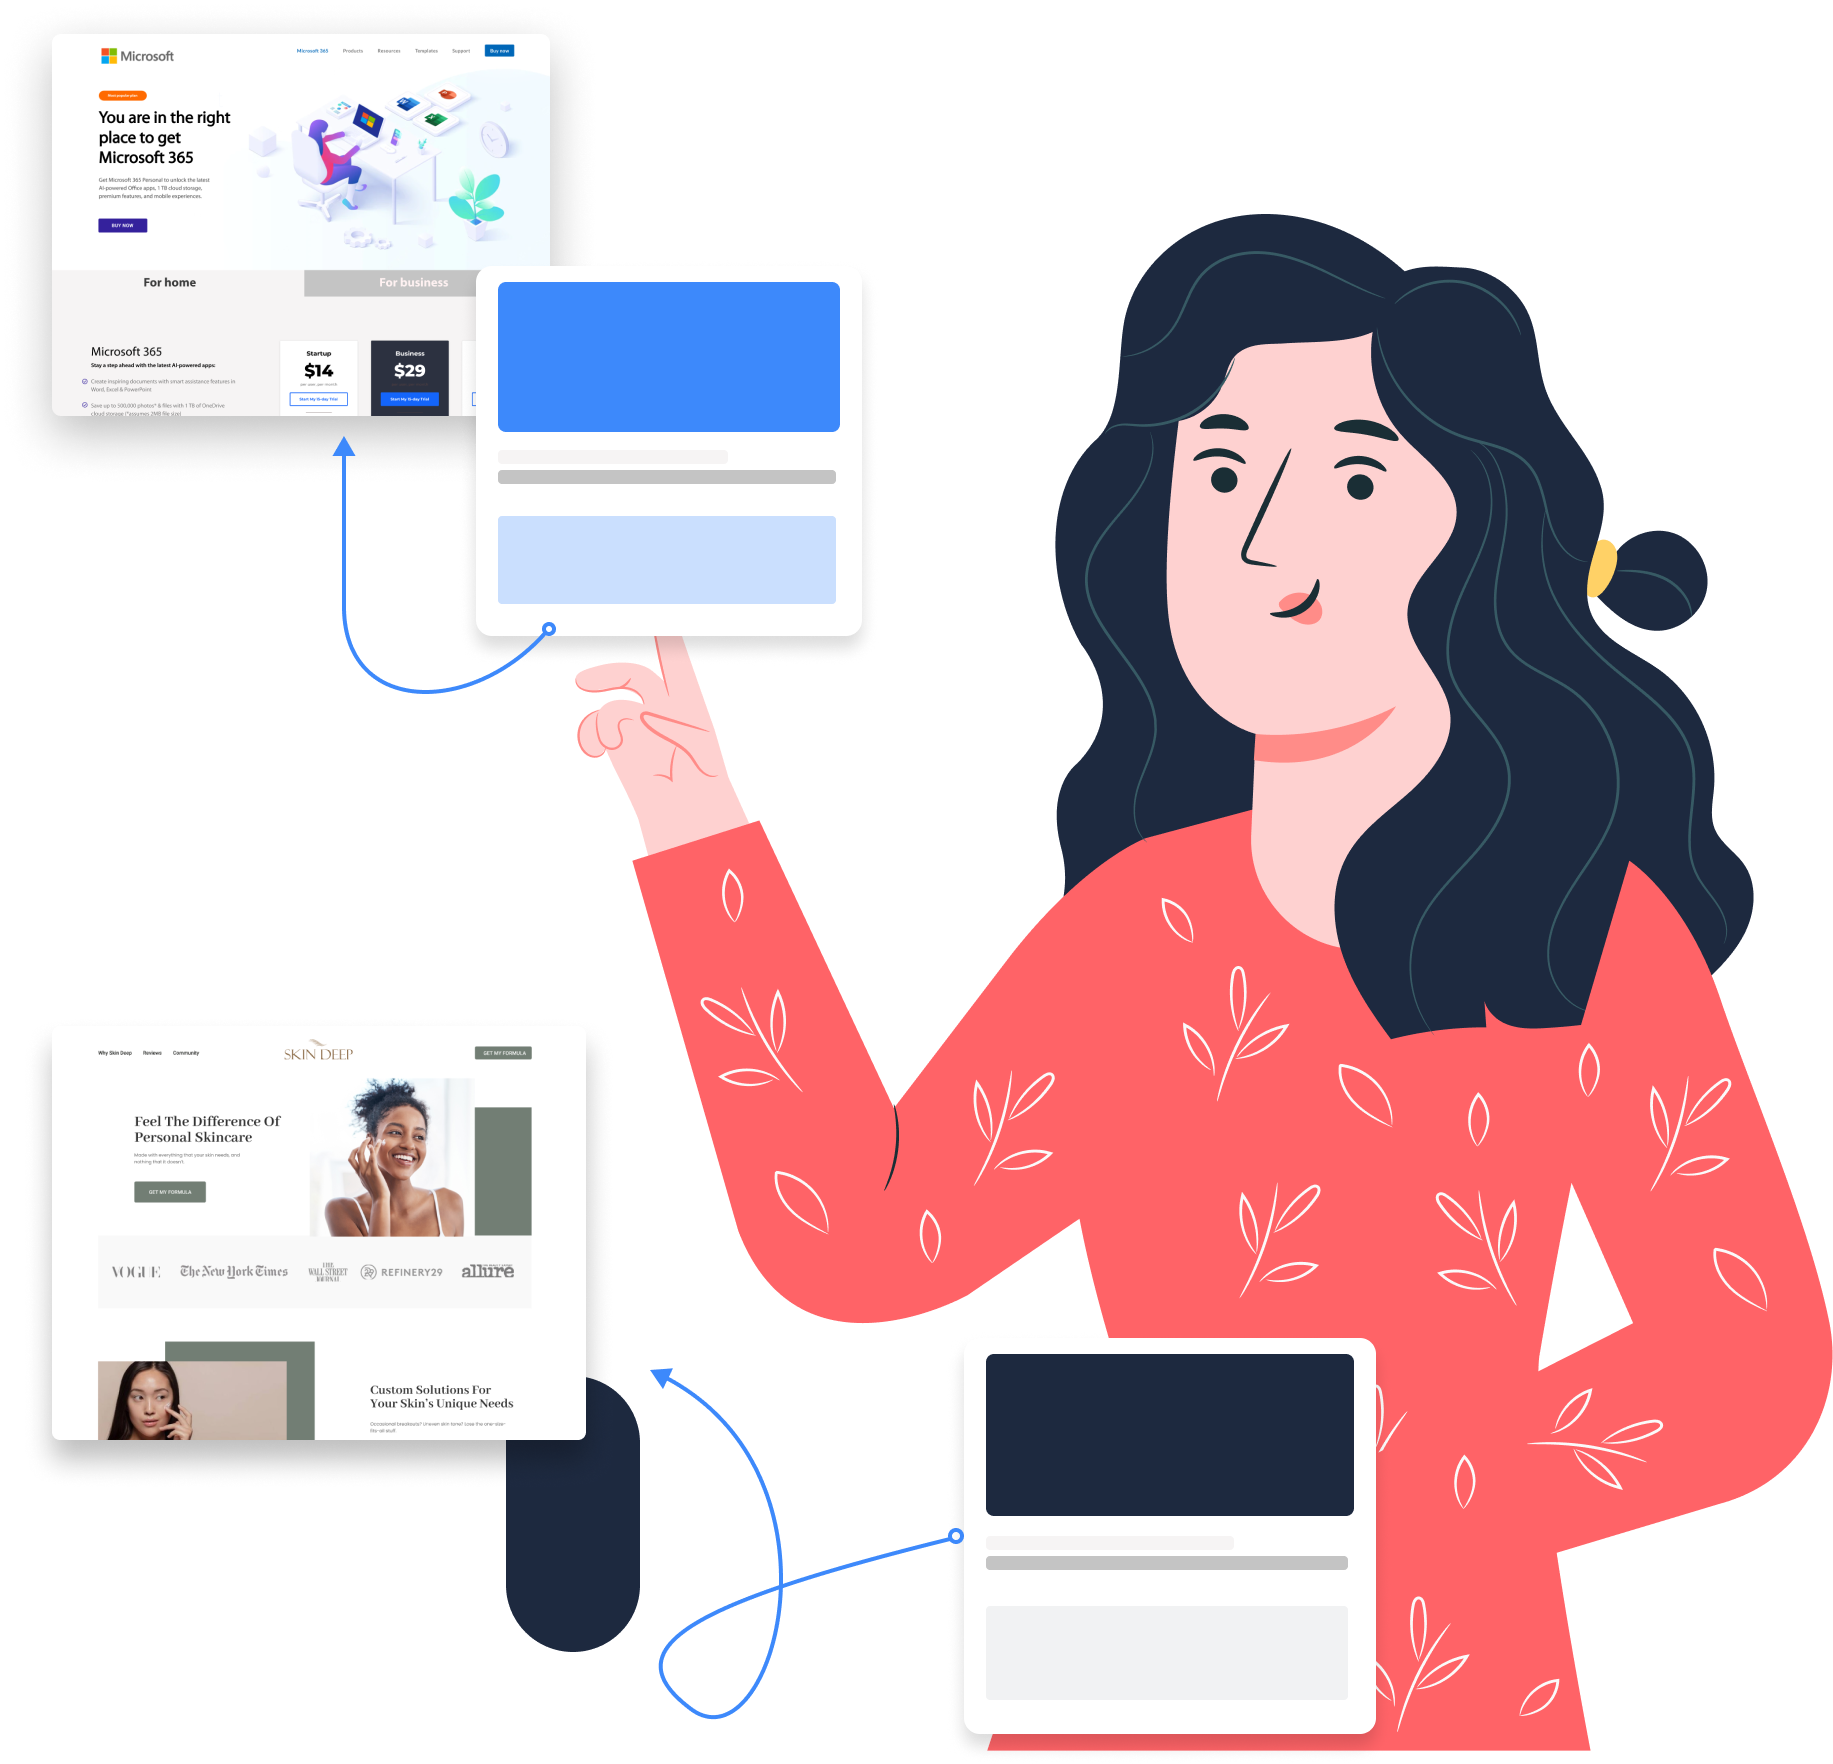 Microsoft
Microsoft 365 Products Resources Templates Support Buy now
Most popular plan
You are in the right
place to get
Microsoft 365
Get Microsoft 365 Personal to unlock the latest
AI-powered Office apps, 1 TB cloud storage,
premium features, and mobile experiences.
BUY NOW
For home
For business
Microsoft 365
Stay a step ahead with the latest AI-powered apps:
Create inspiring documents with smart assistance features in
Word, Excel & PowerPoint
Save up to 500,000 photos* & files with 1 TB of OneDrive
cloud storage (*assumes 2MB file size)
Startup
$14
per user, per month
Start My 15-day Trial
Business
$29
Start My 15-day Trial
Why Skin Deep Reviews Community
SKIN DEEP
GET MY FORMULA
Feel The Difference Of
Personal Skincare
Made with everything that your skin needs, and
nothing that it doesn't.
GET MY FORMULA
VOGUE
The New York Times
THE
WALL STREET
JOURNAL
REFINERY29
allure
Custom Solutions For
Your Skin's Unique Needs
Occasional breakouts? Uneven skin tone? Lose the one-size-
fits-all stuff.